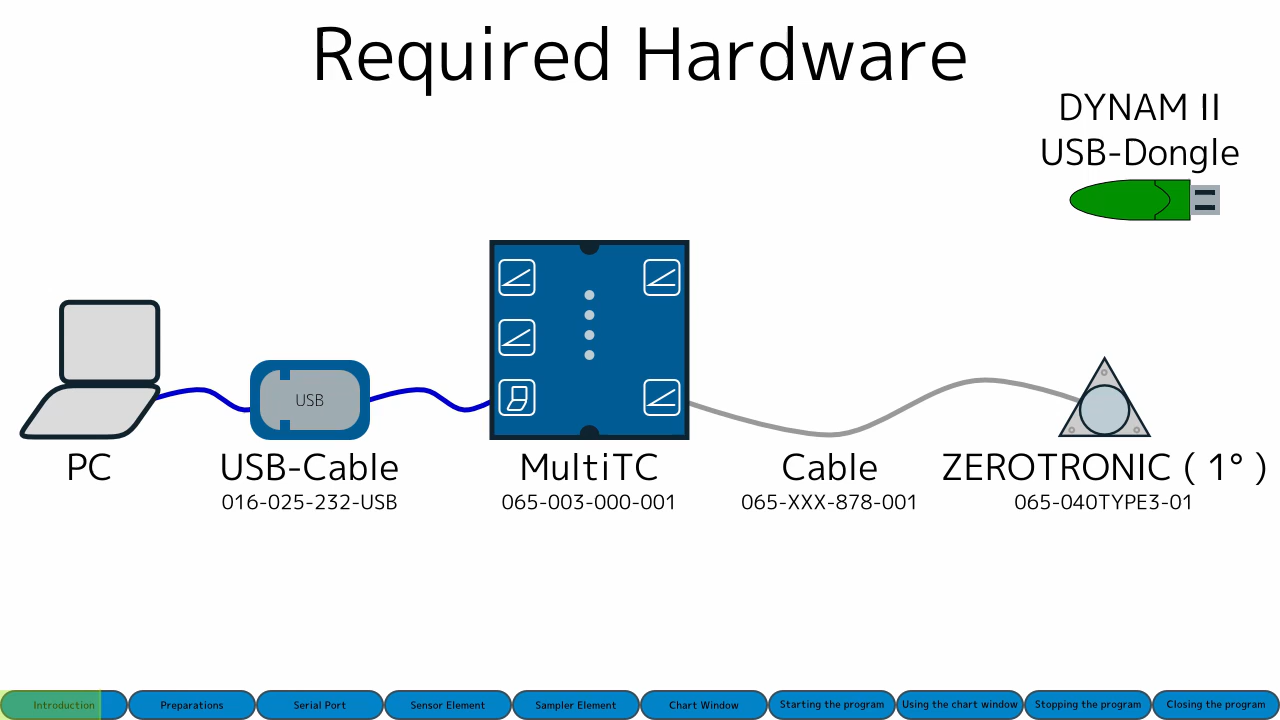 Required Hardware
DYNAM II
USB-Dongle
USB
PC
USB-Cable
016-025-232-USB
MultiTC
065-003-000-001
Cable
065-XXX-878-001
ZEROTRONIC ( 1° )
065-040TYPE3-01
Introduction
Preparations
Serial Port
Sensor Element
Sampler Element
Chart Window
Starting the program
Using the chart window
Stopping the program
Closing the program